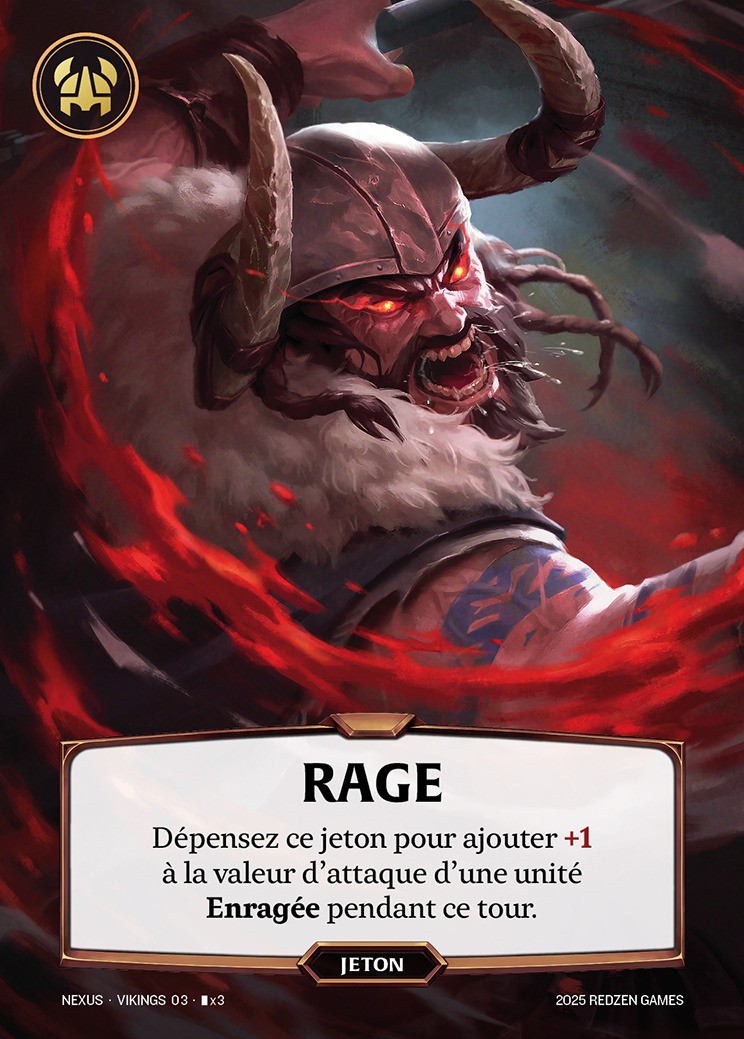 RAGE
Dépensez ce jeton pour ajouter +1
à la valeur d’attaque d’une unité
Enragée pendant ce tour.
JETON
NEXUS · VIKINGS 03 · ▮x3
2025 REDZEN GAMES